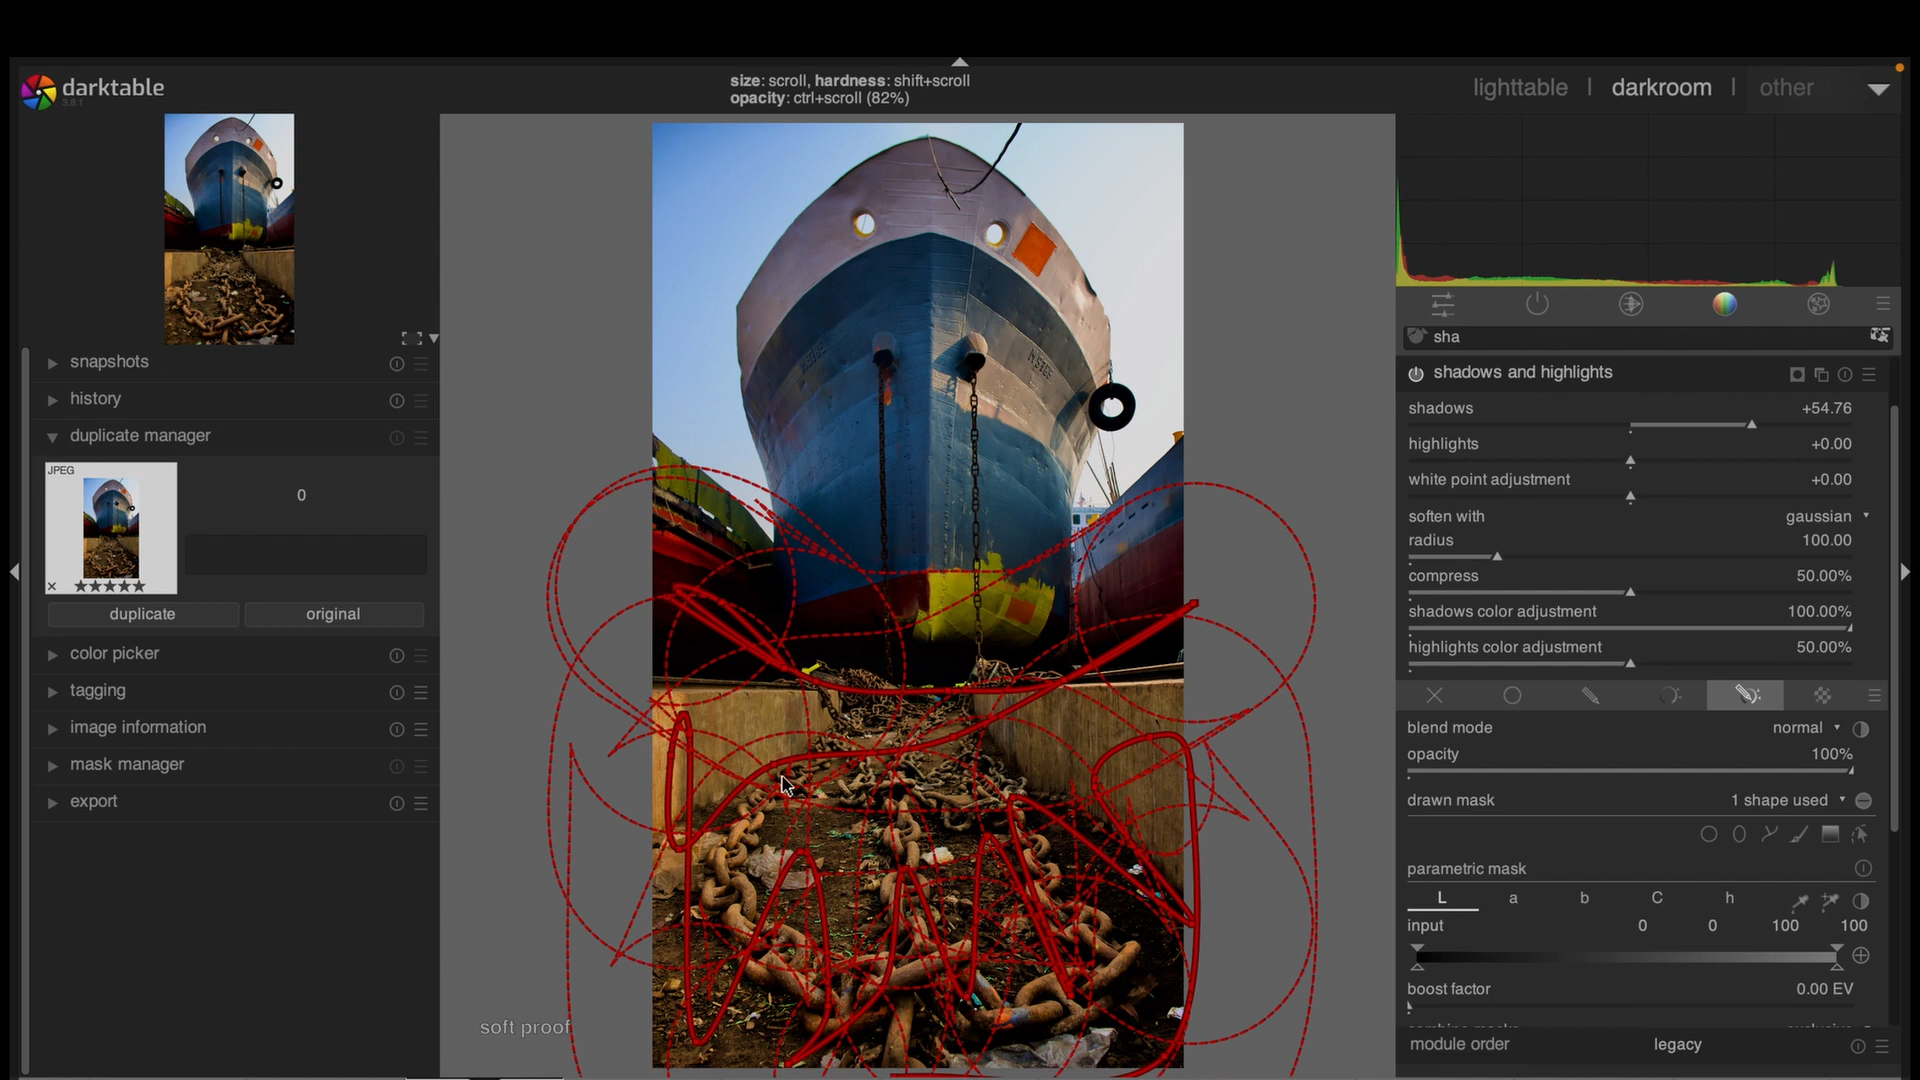 darktable
3.8.1
size: scroll, hardness: shift+scroll
opacity: ctrl+scroll (82%)
lighttable | darkroom | other
snapshots
history
duplicate manager
JPEG
0
duplicate
original
color picker
tagging
image information
mask manager
export
soft proof
sha
shadows and highlights
shadows +54.76
highlights +0.00
white point adjustment +0.00
soften with gaussian
radius 100.00
compress 50.00%
shadows color adjustment 100.00%
highlights color adjustment 50.00%
blend mode normal
opacity 100%
drawn mask 1 shape used
parametric mask
L a b C h
input 0 0 100 100
boost factor 0.00 EV
module order legacy